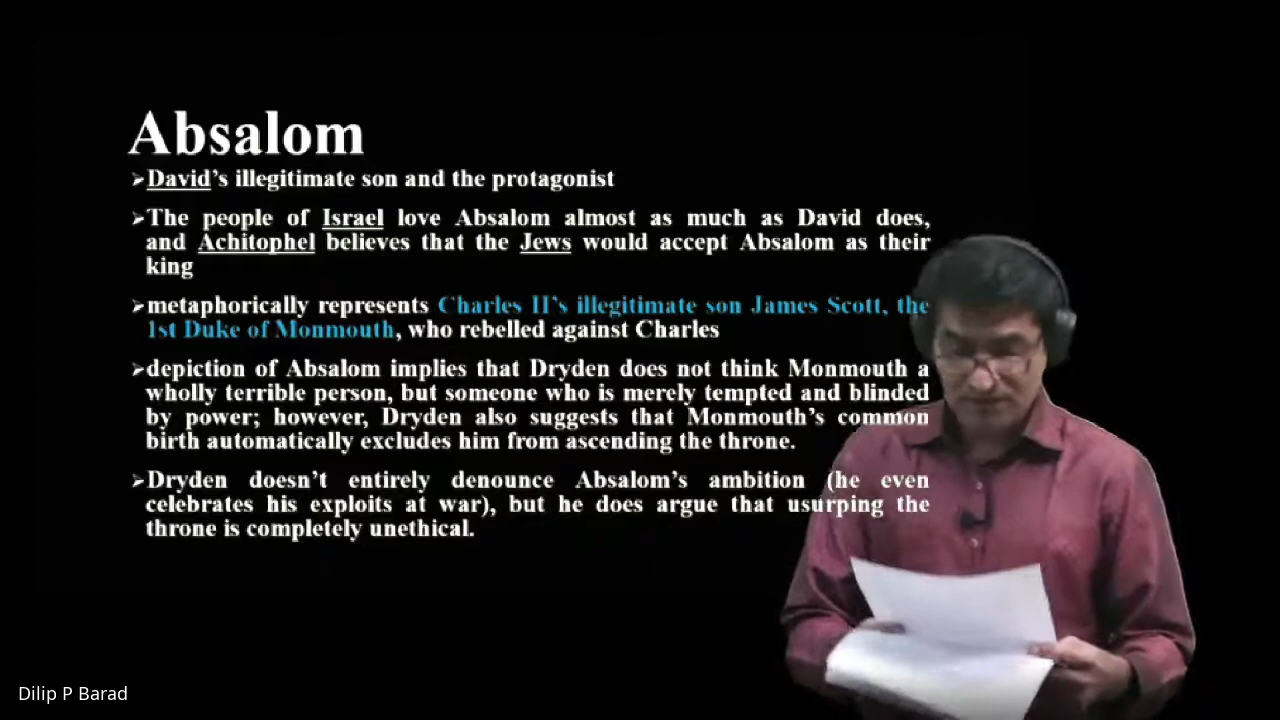 Absalom
➢David's illegitimate son and the protagonist
➢The people of Israel love Absalom almost as much as David does,
and Achitophel believes that the Jews would accept Absalom as their
king
➢metaphorically represents Charles II's illegitimate son James Scott, the
1st Duke of Monmouth, who rebelled against Charles
➢depiction of Absalom implies that Dryden does not think Monmouth a
wholly terrible person, but someone who is merely tempted and blinded
by power; however, Dryden also suggests that Monmouth's common
birth automatically excludes him from ascending the throne.
➢Dryden doesn't entirely denounce Absalom's ambition (he even
celebrates his exploits at war), but he does argue that usurping the
throne is completely unethical.
Dilip P Barad